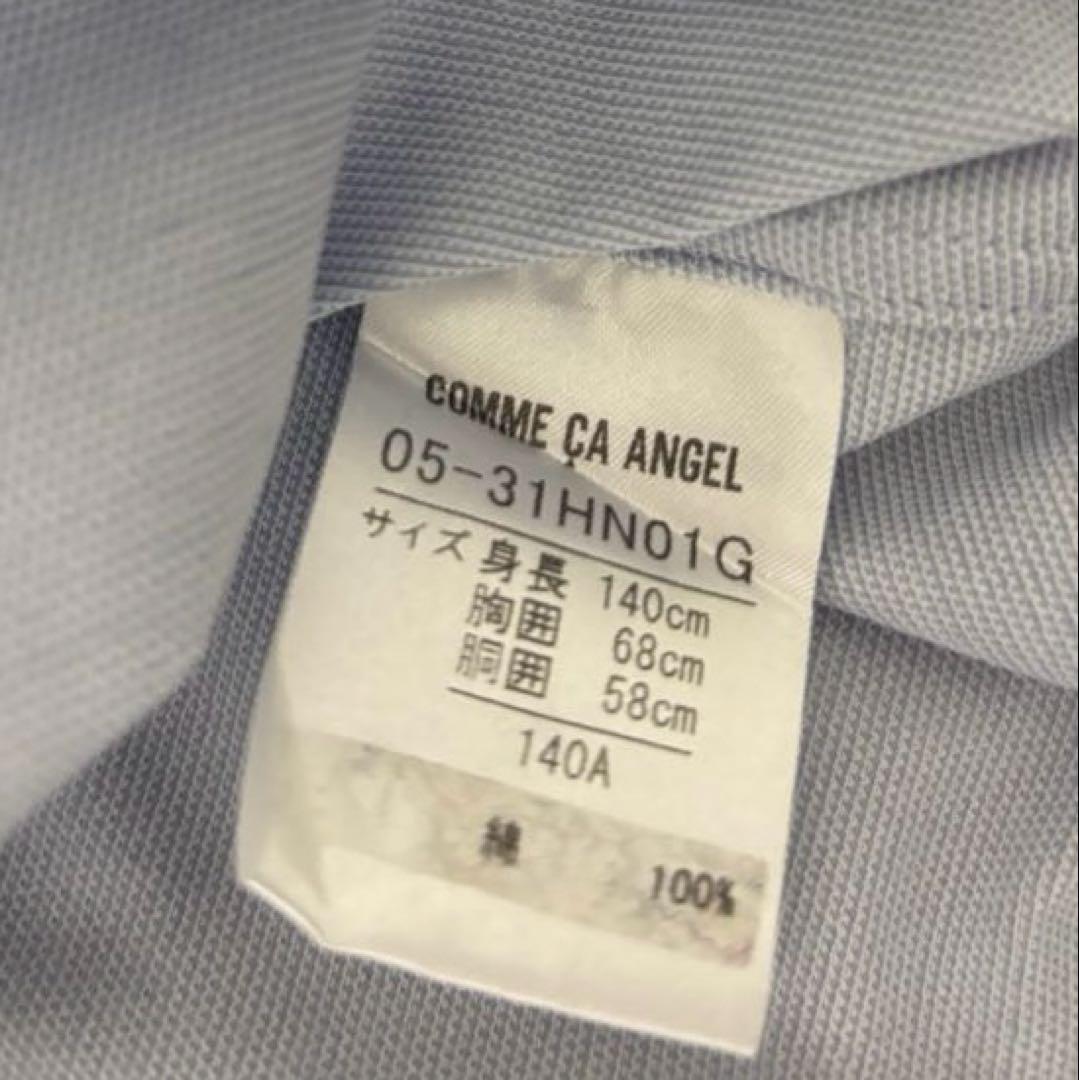 COMME ÇA ANGEL
05-31HN01G
サイズ 身長 140cm
胸囲 68cm
胴囲 58cm
140A
綿 100%